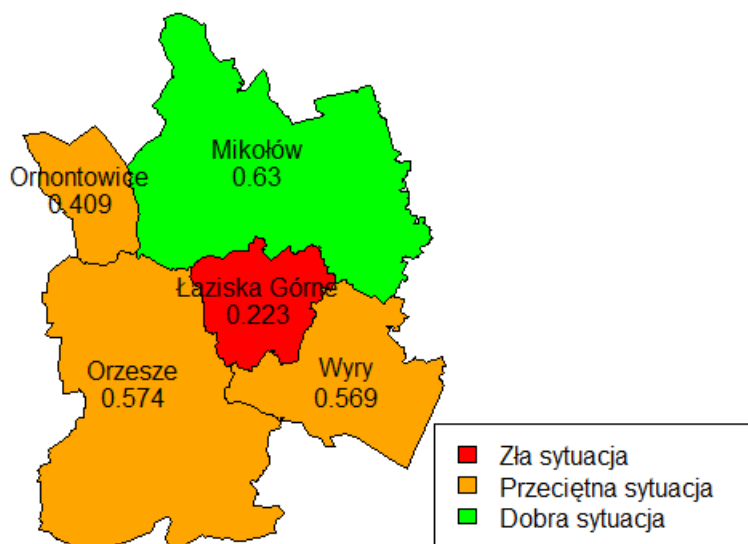 Mikołów
0.63
Ornontowice
0.409
Łaziska Górne
0.223
Orzesze
0.574
Wyry
0.569
Zła sytuacja
Przeciętna sytuacja
Dobra sytuacja